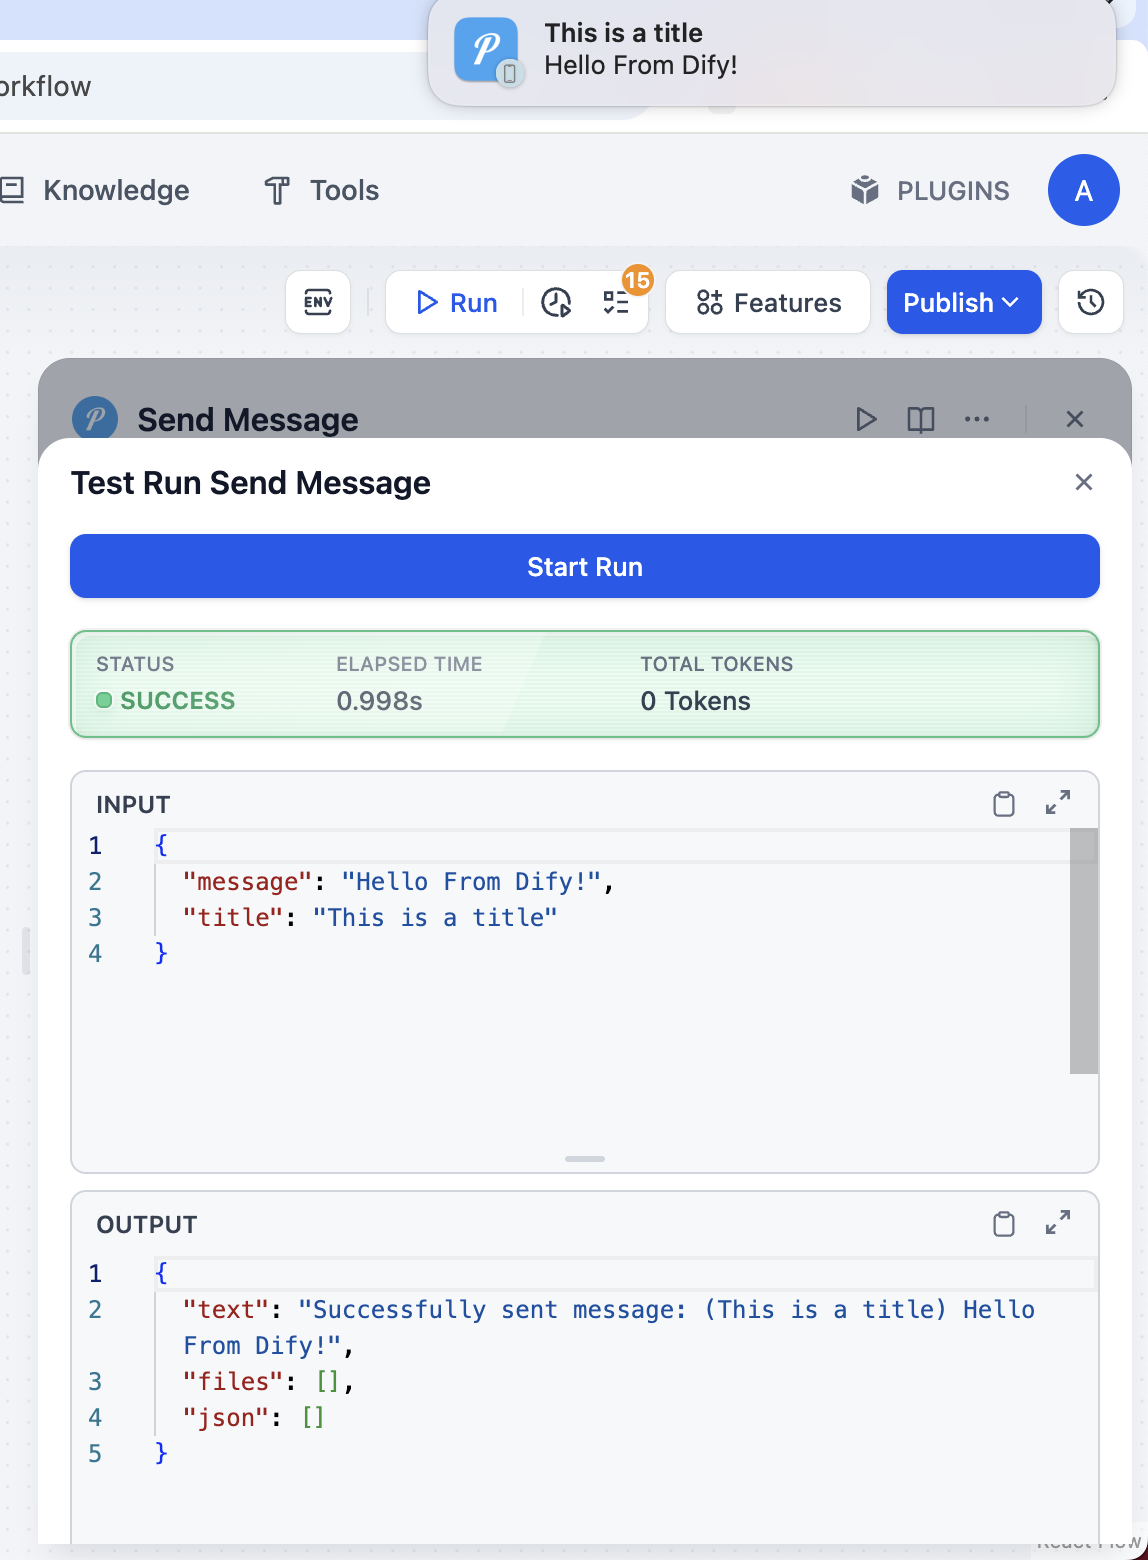 This is a title
Hello From Dify!
orkflow
Knowledge
Tools
PLUGINS
A
ENV
Run
15
Features
Publish
Send Message
Test Run Send Message
Start Run
STATUS ELAPSED TIME TOTAL TOKENS
SUCCESS 0.998s 0 Tokens
INPUT
1 {
2 "message": "Hello From Dify!",
3 "title": "This is a title"
4 }
OUTPUT
1 {
2 "text": "Successfully sent message: (This is a title) Hello
From Dify!",
3 "files": [],
4 "json": []
5 }
React Flow